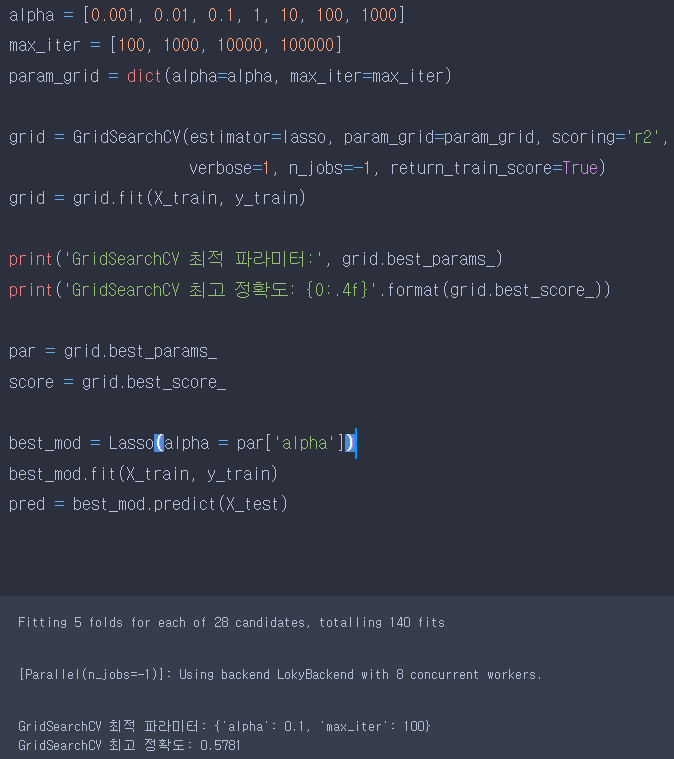 alpha = [0.001, 0.01, 0.1, 1, 10, 100, 1000]
max_iter = [100, 1000, 10000, 100000]
param_grid = dict(alpha=alpha, max_iter=max_iter)
grid = GridSearchCV(estimator=lasso, param_grid=param_grid, scoring='r2',
verbose=1, n_jobs=-1, return_train_score=True)
grid = grid.fit(X_train, y_train)
print('GridSearchCV 최적 파라미터:', grid.best_params_)
print('GridSearchCV 최고 정확도: {0:.4f}'.format(grid.best_score_))
par = grid.best_params_
score = grid.best_score_
best_mod = Lasso(alpha = par['alpha'])
best_mod.fit(X_train, y_train)
pred = best_mod.predict(X_test)
Fitting 5 folds for each of 28 candidates, totalling 140 fits
[Parallel(n_jobs=-1)]: Using backend LokyBackend with 8 concurrent workers.
GridSearchCV 최적 파라미터: {'alpha': 0.1, 'max_iter': 100}
GridSearchCV 최고 정확도: 0.5781